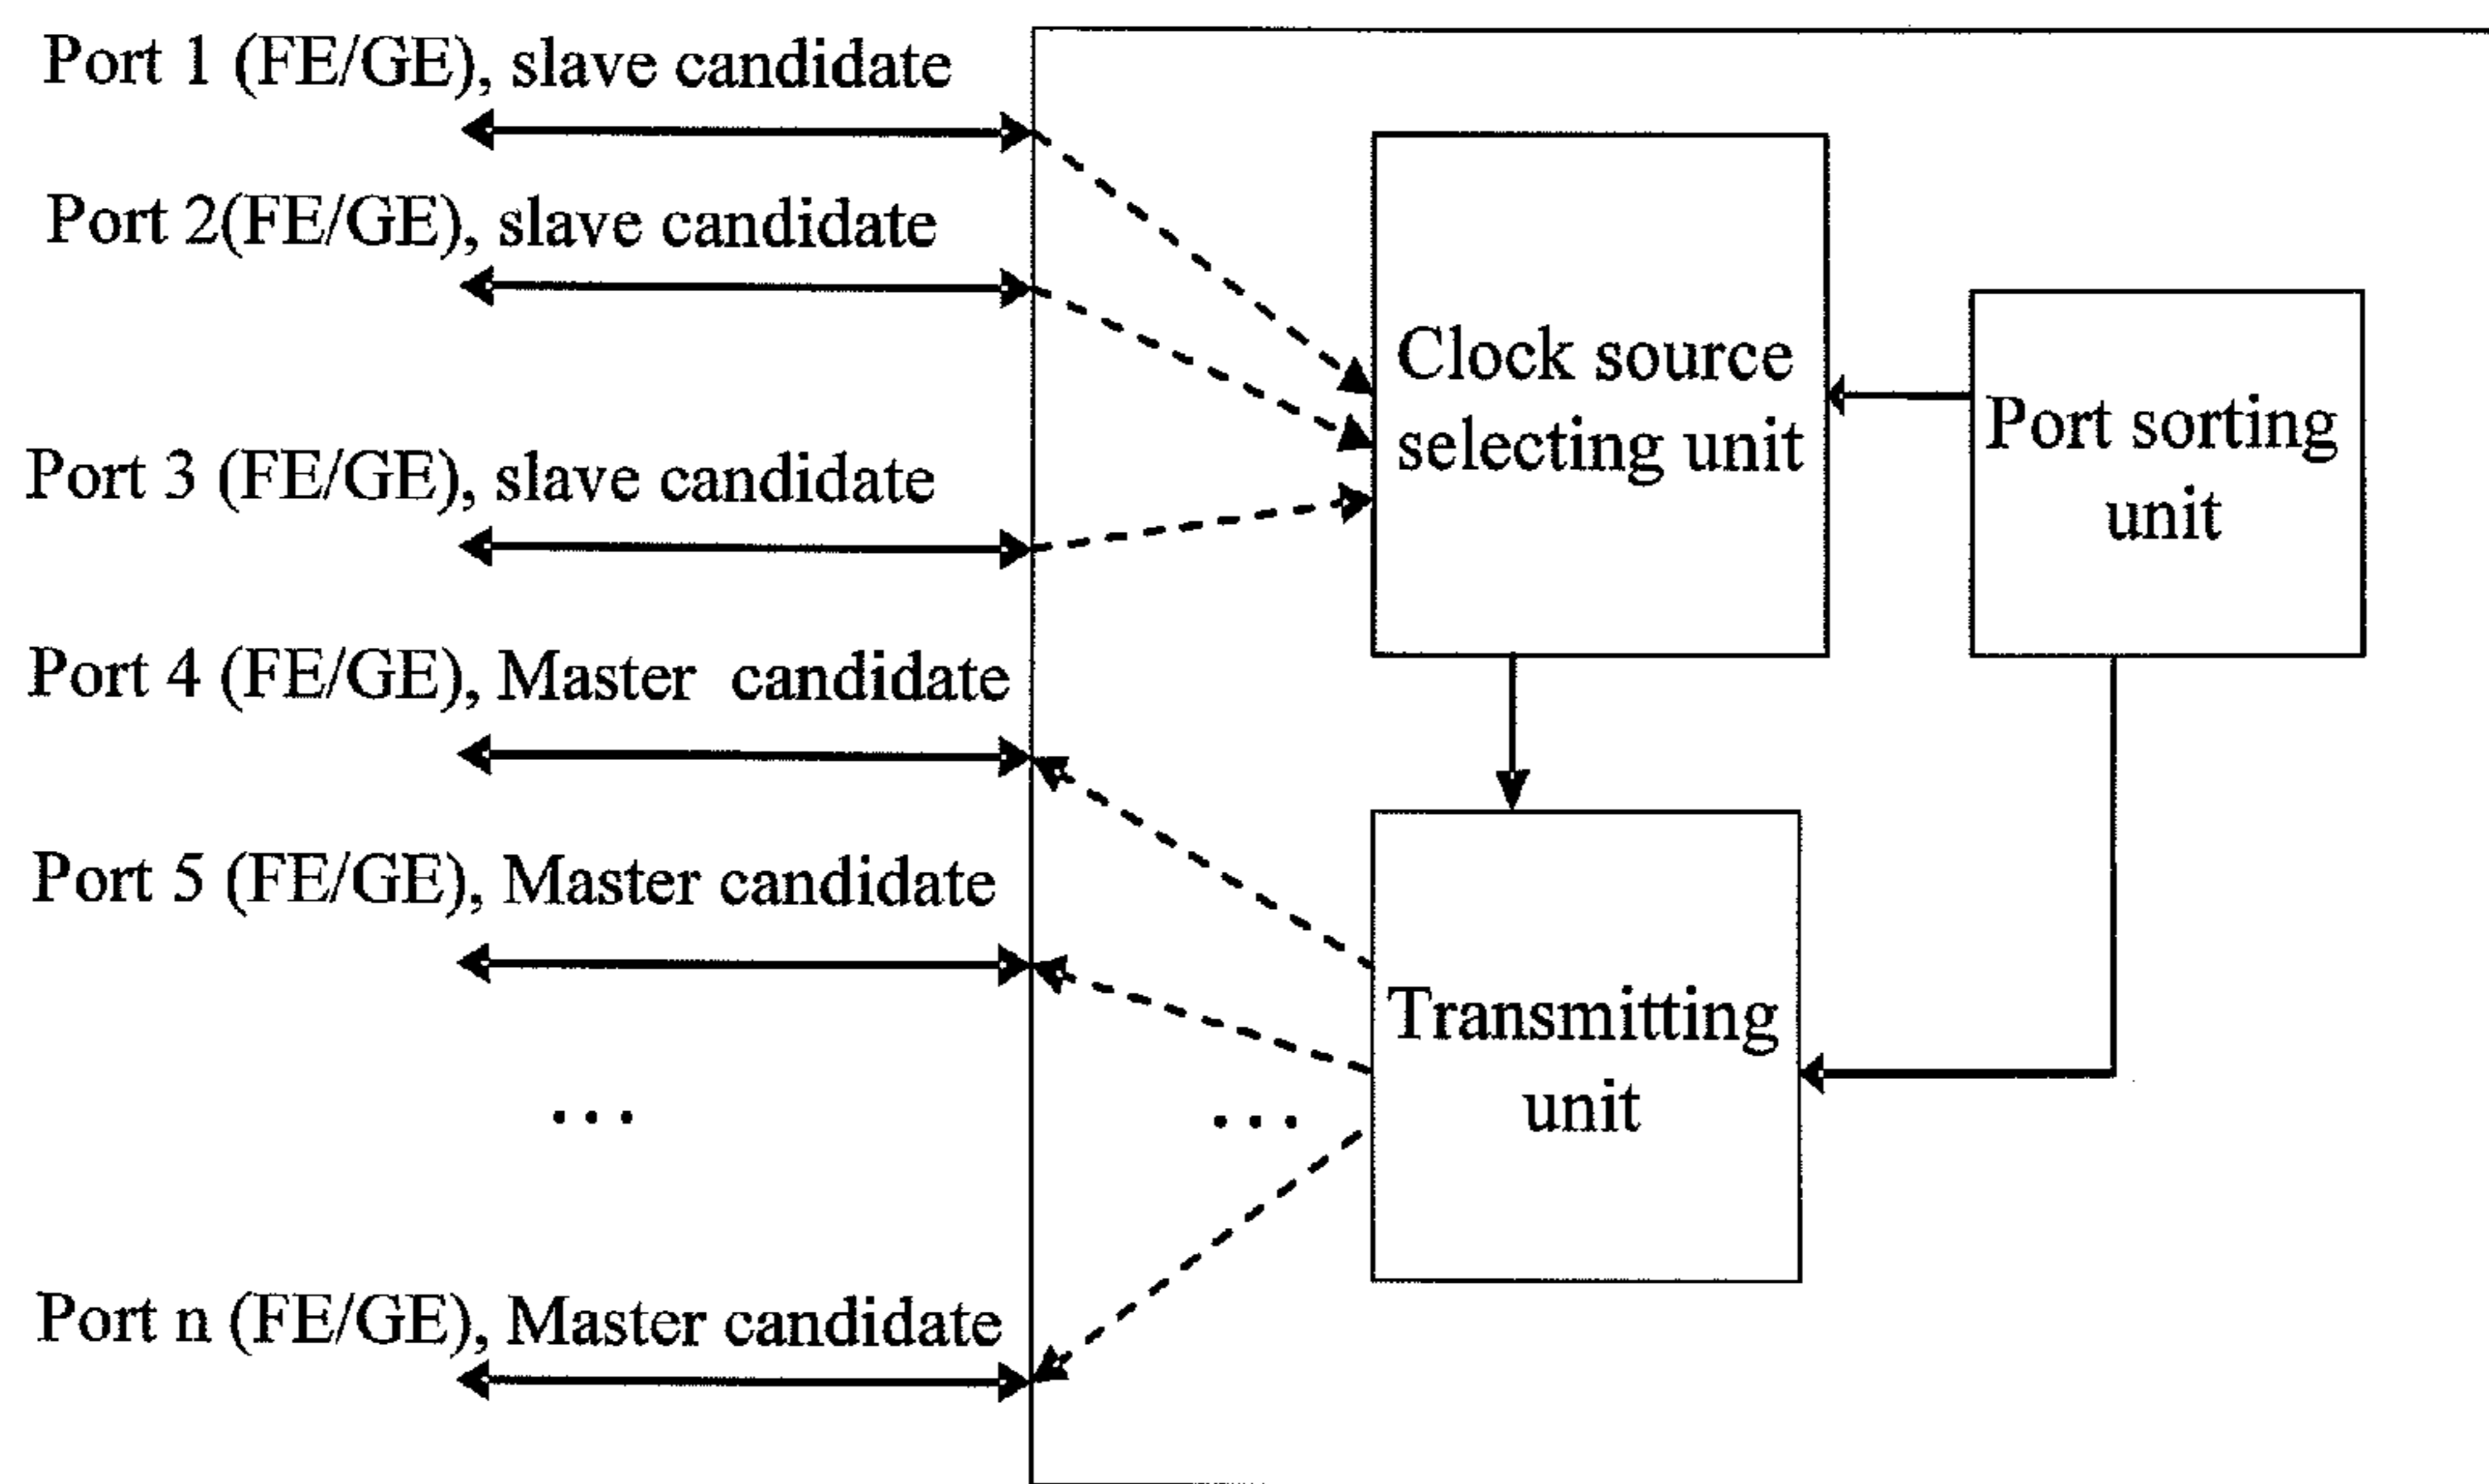 Port 1 (FE/GE), slave candidate
Port 2(FE/GE), slave candidate
Port 3 (FE/GE), slave candidate
Port 4 (FE/GE), Master candidate
Port 5 (FE/GE), Master candidate
...
Port n (FE/GE), Master candidate
Clock source
selecting unit
Port sorting
unit
Transmitting
unit
...